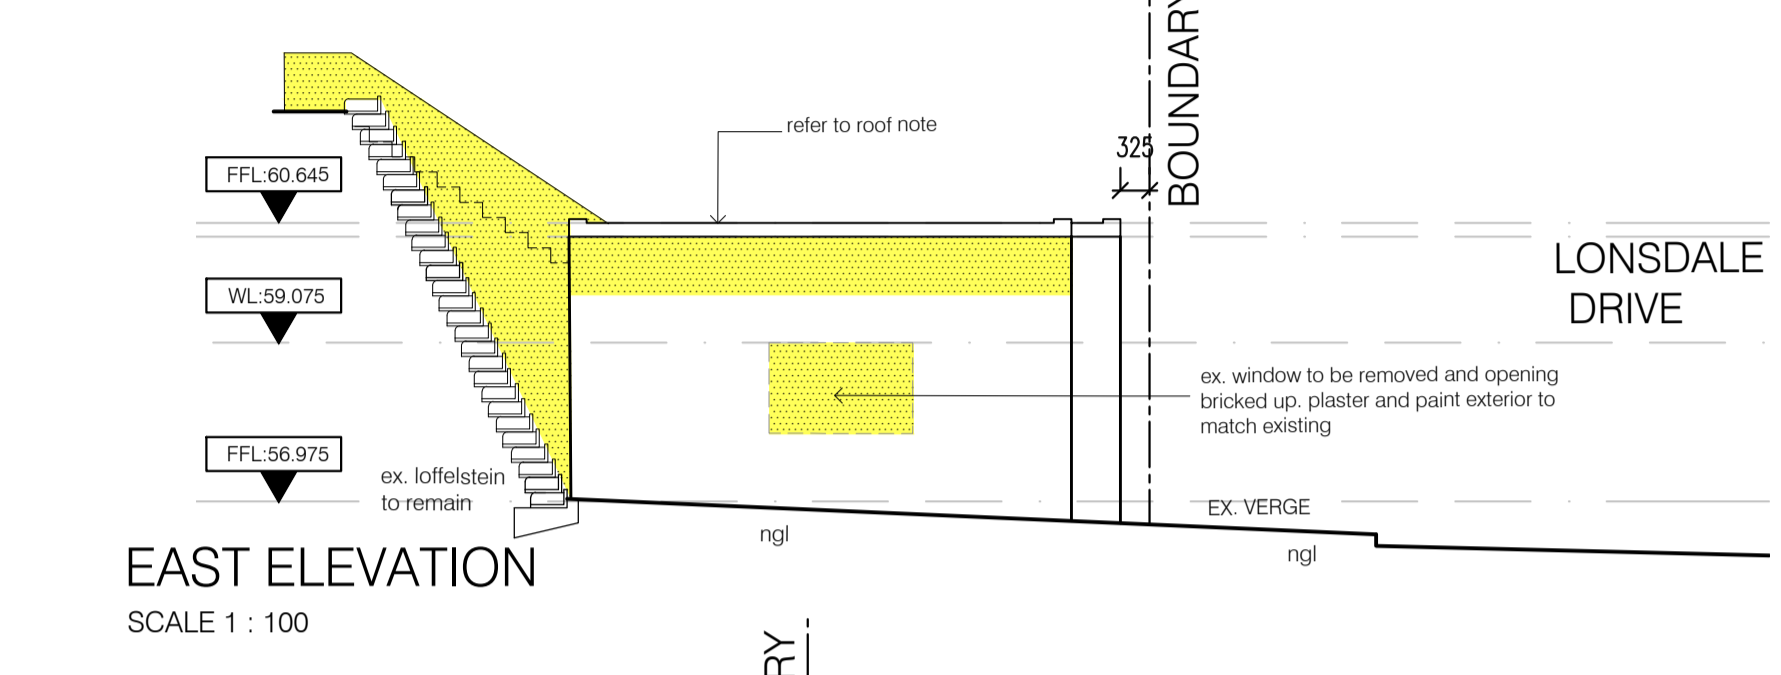 BOUNDARY
refer to roof note
325
FFL:60.645
LONSDALE
DRIVE
WL:59.075
ex. window to be removed and opening
bricked up. plaster and paint exterior to
match existing
FFL:56.975
ex. loffelstein
to remain
EX. VERGE
ngl
ngl
EAST ELEVATION
SCALE 1 : 100
RY